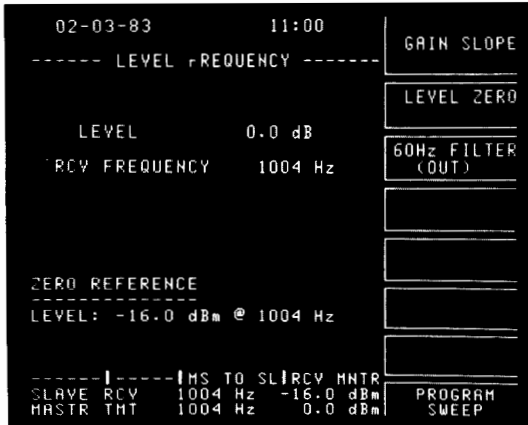 02-03-83 11:00
------ LEVEL FREQUENCY -------
LEVEL 0.0 dB
RCV FREQUENCY 1004 Hz
ZERO REFERENCE
---------------
LEVEL: -16.0 dBm @ 1004 Hz
------|-----|MS TO SL|RCV MNTR
SLAVE RCV 1004 Hz -16.0 dBm
MASTR TMT 1004 Hz 0.0 dBm
GAIN SLOPE
LEVEL ZERO
60Hz FILTER
(OUT)
PROGRAM
SWEEP